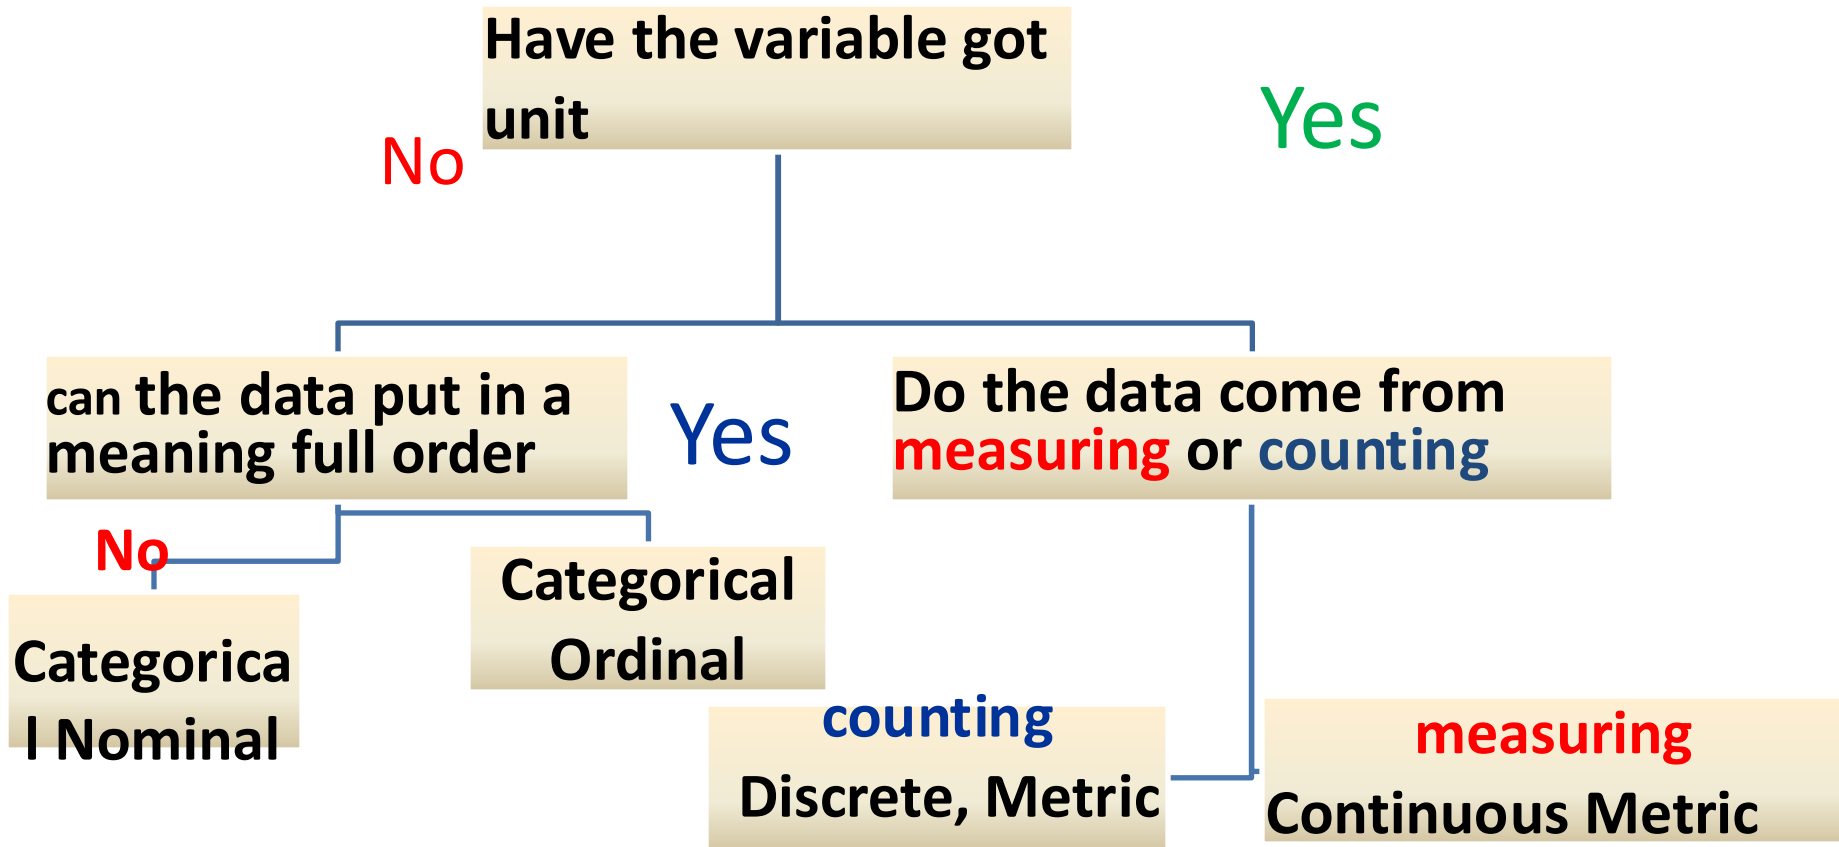 Have the variable got
unit
Yes
No
can the data put in a
meaning full order
Yes
Do the data come from
measuring or counting
No
Categorical
Ordinal
Categorica
l Nominal
counting
Discrete, Metric
measuring
Continuous Metric